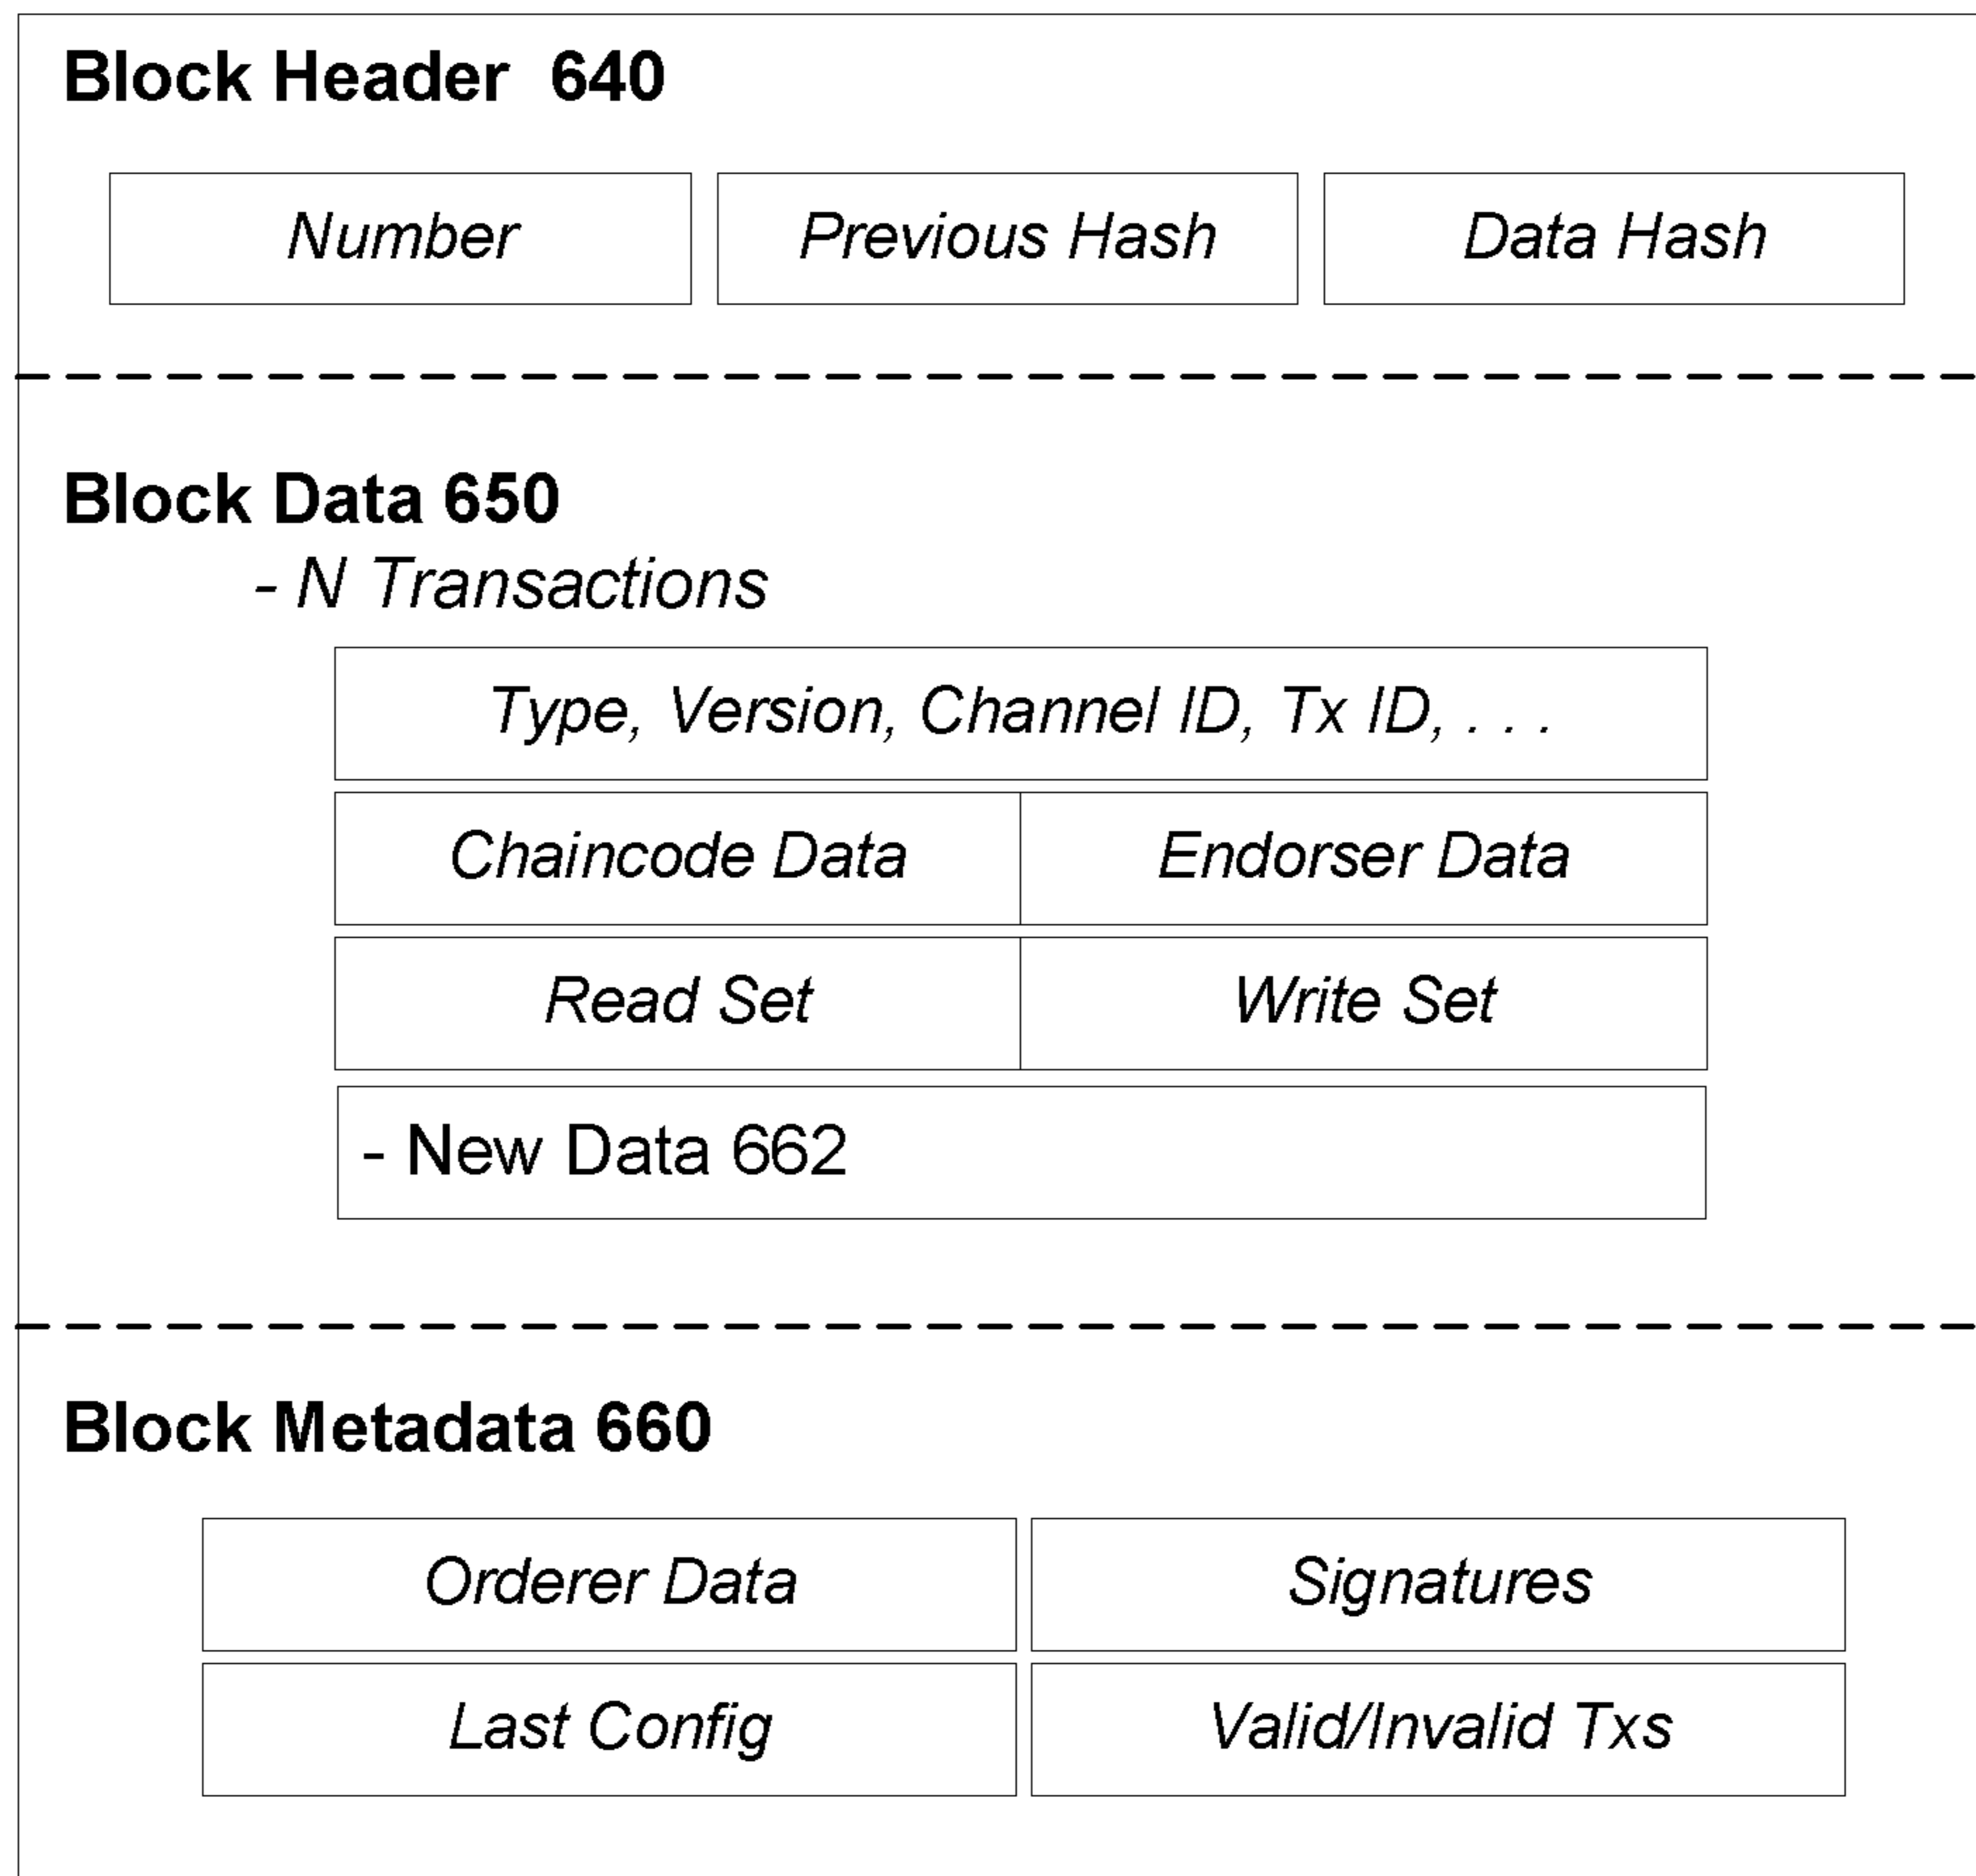 Block Header 640
Number Previous Hash Data Hash
Block Data 650
- N Transactions
Type, Version, Channel ID, Tx ID, . . .
Chaincode Data Endorser Data
Read Set Write Set
- New Data 662
Block Metadata 660
Orderer Data Signatures
Last Config Valid/Invalid Txs